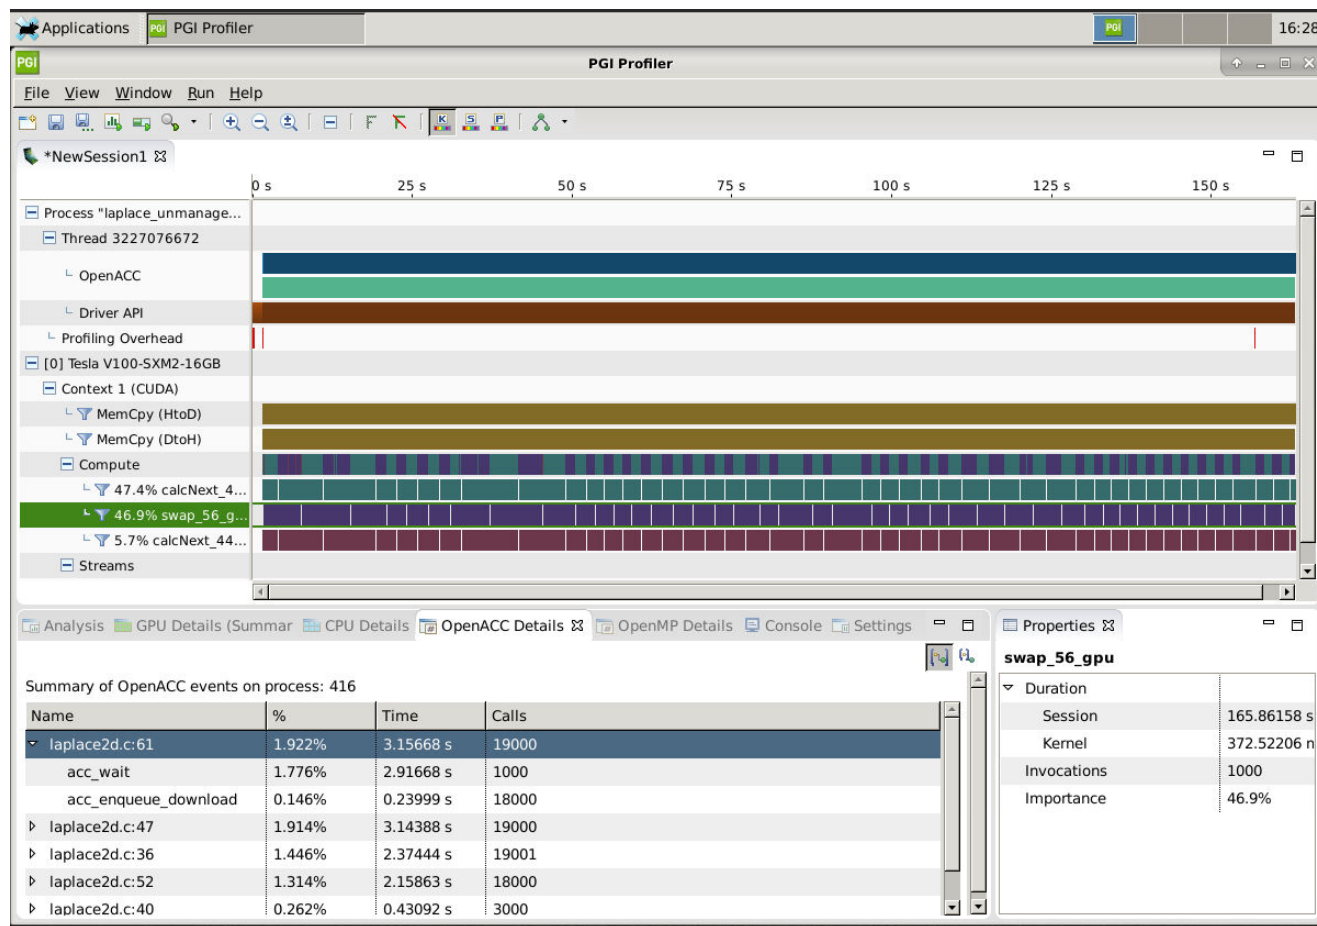 Applications PGI PGI Profiler PGI 16:28
PGI PGI Profiler
File View Window Run Help
K S P
*NewSession1
0 s 25 s 50 s 75 s 100 s 125 s 150 s
Process "laplace_unmanage...
Thread 3227076672
OpenACC
Driver API
Profiling Overhead
[0] Tesla V100-SXM2-16GB
Context 1 (CUDA)
MemCpy (HtoD)
MemCpy (DtoH)
Compute
47.4% calcNext_4...
46.9% swap_56_g...
5.7% calcNext_44...
Streams
Analysis GPU Details (Summar CPU Details OpenACC Details OpenMP Details Console Settings Properties
swap_56_gpu
Summary of OpenACC events on process: 416
Name % Time Calls
laplace2d.c:61 1.922% 3.15668 s 19000
acc_wait 1.776% 2.91668 s 1000
acc_enqueue_download 0.146% 0.23999 s 18000
laplace2d.c:47 1.914% 3.14388 s 19000
laplace2d.c:36 1.446% 2.37444 s 19001
laplace2d.c:52 1.314% 2.15863 s 18000
laplace2d.c:40 0.262% 0.43092 s 3000
Duration
Session 165.86158 s
Kernel 372.52206 n
Invocations 1000
Importance 46.9%